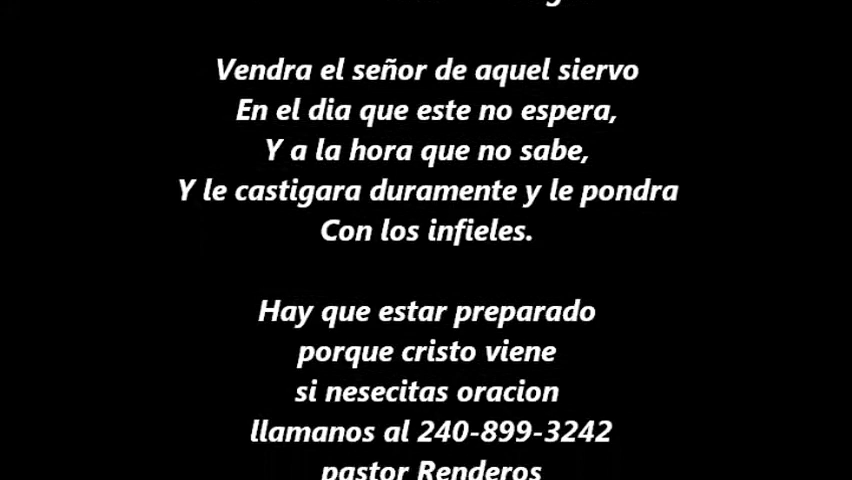 Vendra el señor de aquel siervo
En el dia que este no espera,
Y a la hora que no sabe,
Y le castigara duramente y le pondra
Con los infieles.
Hay que estar preparado
porque cristo viene
si nesecitas oracion
llamanos al 240-899-3242
pastor Renderos